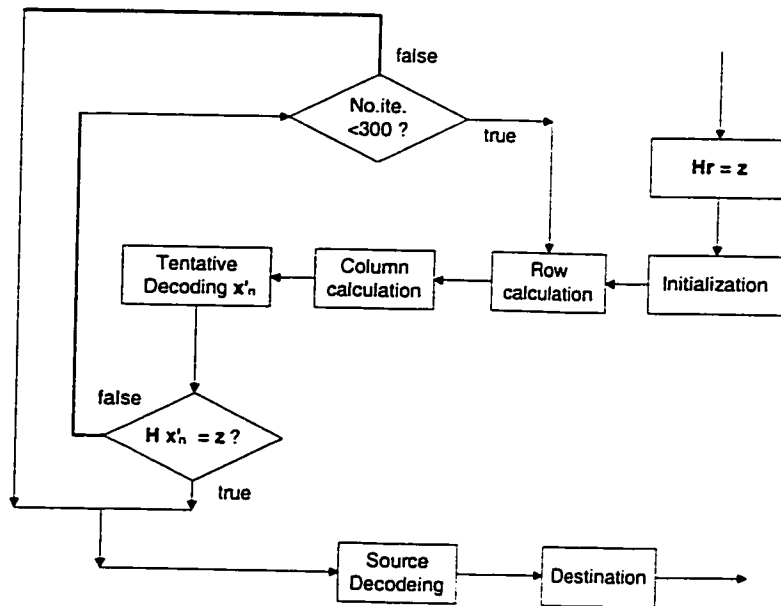 false
No.ite.
<300 ?
true
Hr = z
Tentative
Decoding x'n
Column
calculation
Row
calculation
Initialization
false
H x'n = z ?
true
Source
Decodeing
Destination